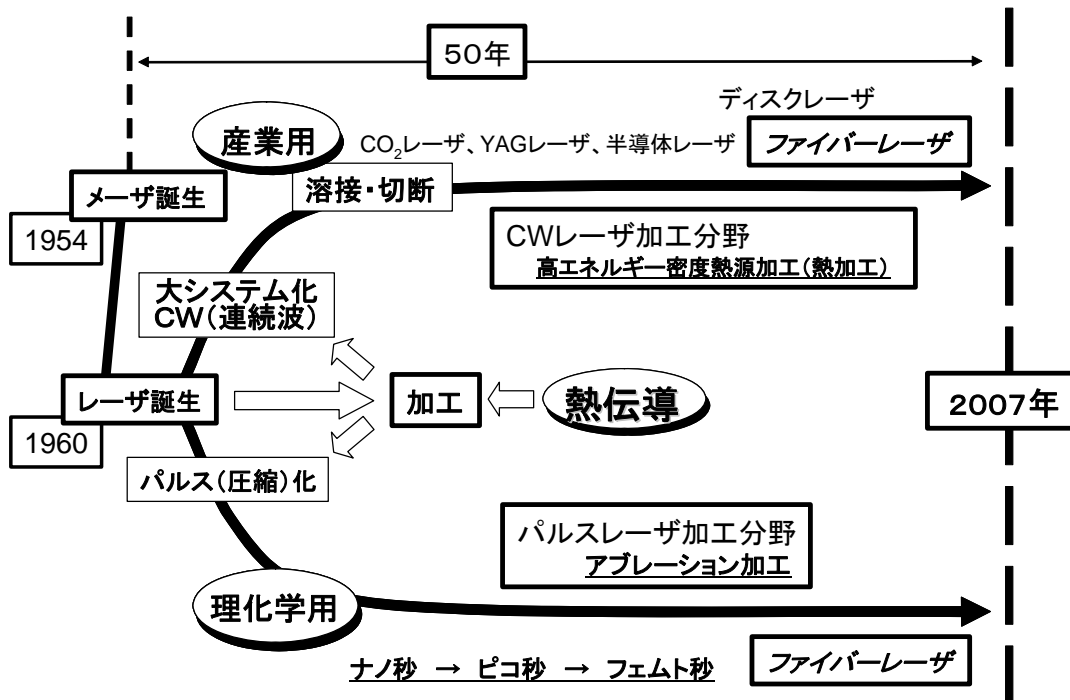 50年
ディスクレーザ
産業用
CO₂レーザ、YAGレーザ、半導体レーザ
ファイバーレーザ
メーザ誕生
溶接・切断
1954
CWレーザ加工分野
高エネルギー密度熱源加工(熱加工)
大システム化
CW(連続波)
レーザ誕生
加工
熱伝導
2007年
1960
パルス(圧縮)化
パルスレーザ加工分野
アブレーション加工
理化学用
ナノ秒 → ピコ秒 → フェムト秒
ファイバーレーザ